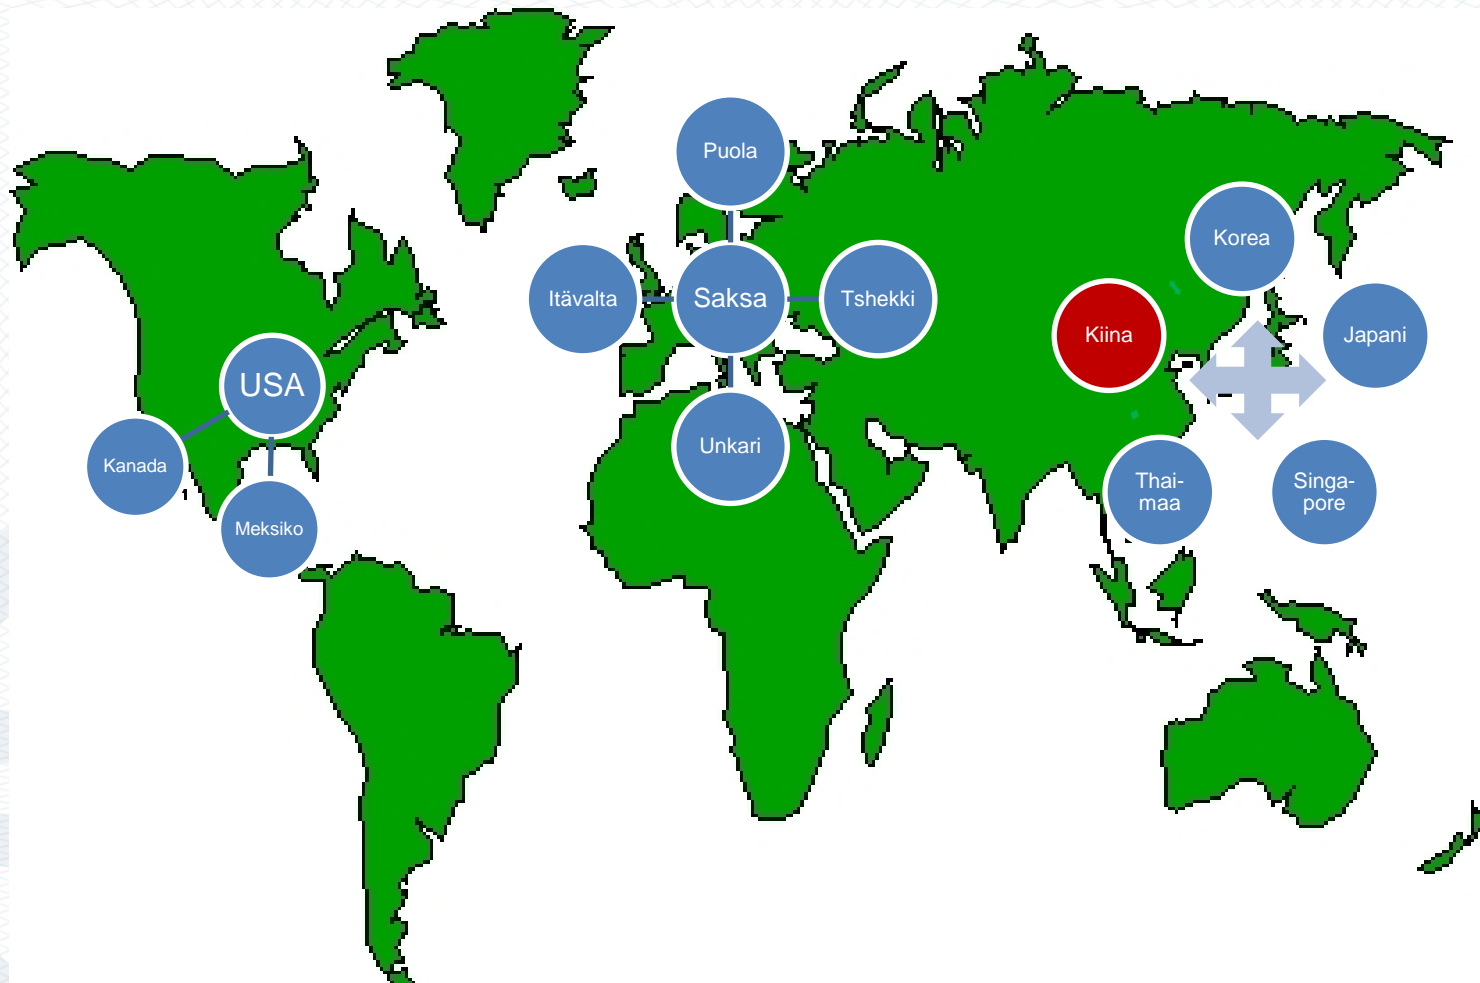 Puola
Itävalta
Saksa
Tshekki
Unkari
USA
Kanada
Meksiko
Korea
Kiina
Japani
Thai-
maa
Singa-
pore